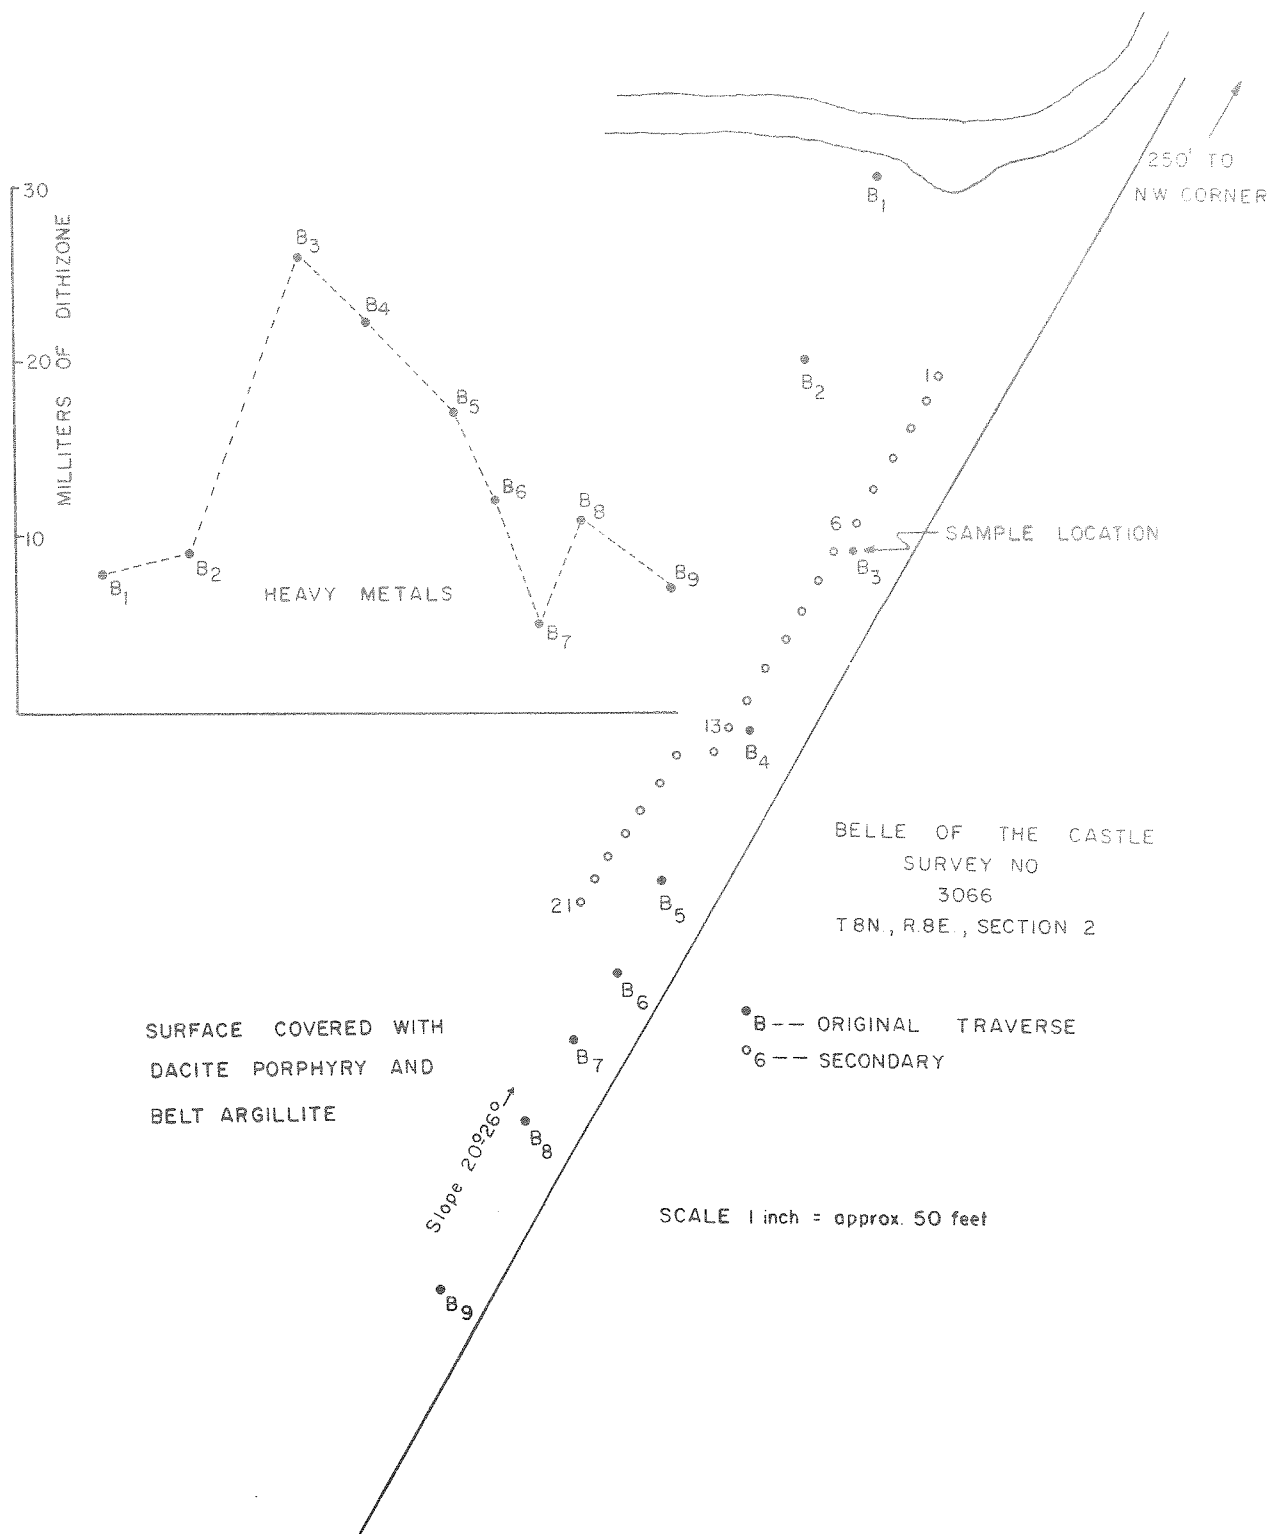 250' TO
NW CORNER
B1
30
MILLITERS OF DITHIZONE
20
10
B3
B4
B5
B6
B8
B2
B1
B7
B9
HEAVY METALS
B2
1
6
SAMPLE LOCATION
B3
13
B4
BELLE OF THE CASTLE
SURVEY NO
3066
T8N., R.8E., SECTION 2
21
B5
B6
B-- ORIGINAL TRAVERSE
6-- SECONDARY
SURFACE COVERED WITH
DACITE PORPHYRY AND
BELT ARGILLITE
B7
B8
Slope 20°26°
SCALE 1 inch = approx. 50 feet
B9